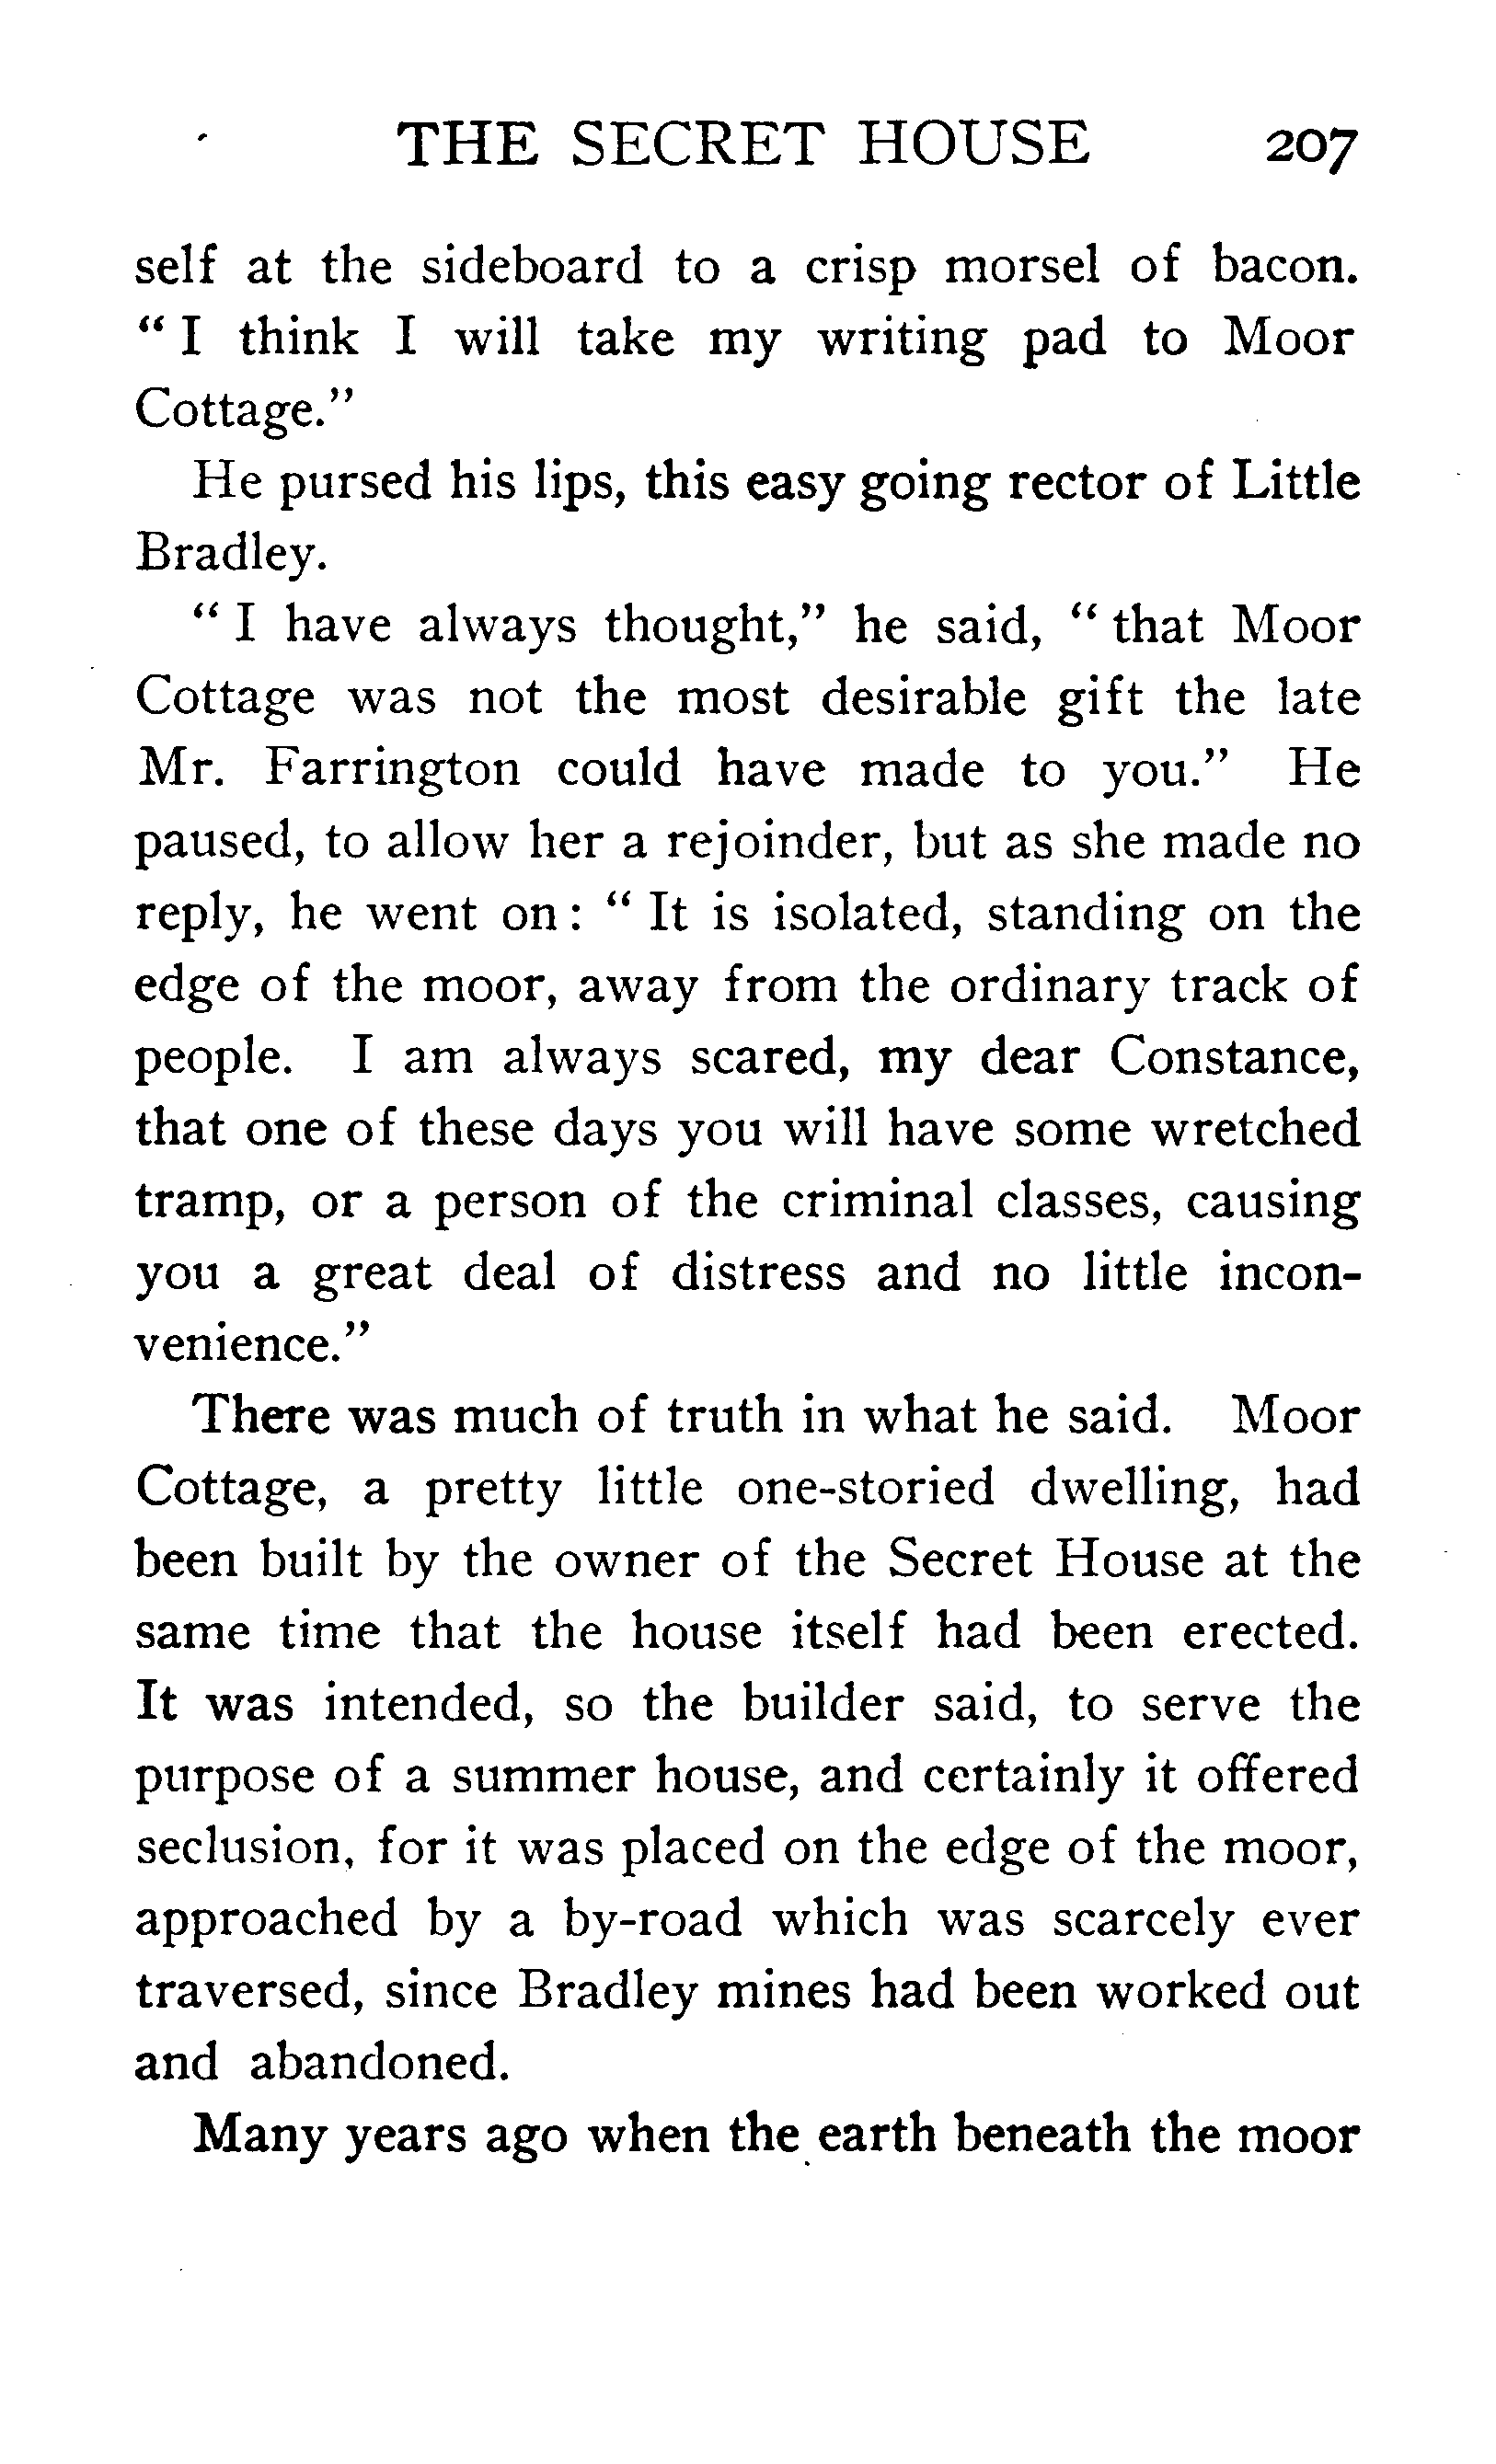 THE SECRET HOUSE 207
self at the sideboard to a crisp morsel of bacon.
“ I think I will take my writing pad to Moor
Cottage.”
He pursed his lips, this easy going rector of Little
Bradley.
“ I have always thought,” he said, “ that Moor
Cottage was not the most desirable gift the late
Mr. Farrington could have made to you.” He
paused, to allow her a rejoinder, but as she made no
reply, he went on : “ It is isolated, standing on the
edge of the moor, away from the ordinary track of
people. I am always scared, my dear Constance,
that one of these days you will have some wretched
tramp, or a person of the criminal classes, causing
you a great deal of distress and no little incon-
venience.”
There was much of truth in what he said. Moor
Cottage, a pretty little one-storied dwelling, had
been built by the owner of the Secret House at the
same time that the house itself had been erected.
It was intended, so the builder said, to serve the
purpose of a summer house, and certainly it offered
seclusion, for it was placed on the edge of the moor,
approached by a by-road which was scarcely ever
traversed, since Bradley mines had been worked out
and abandoned.
Many years ago when the earth beneath the moor